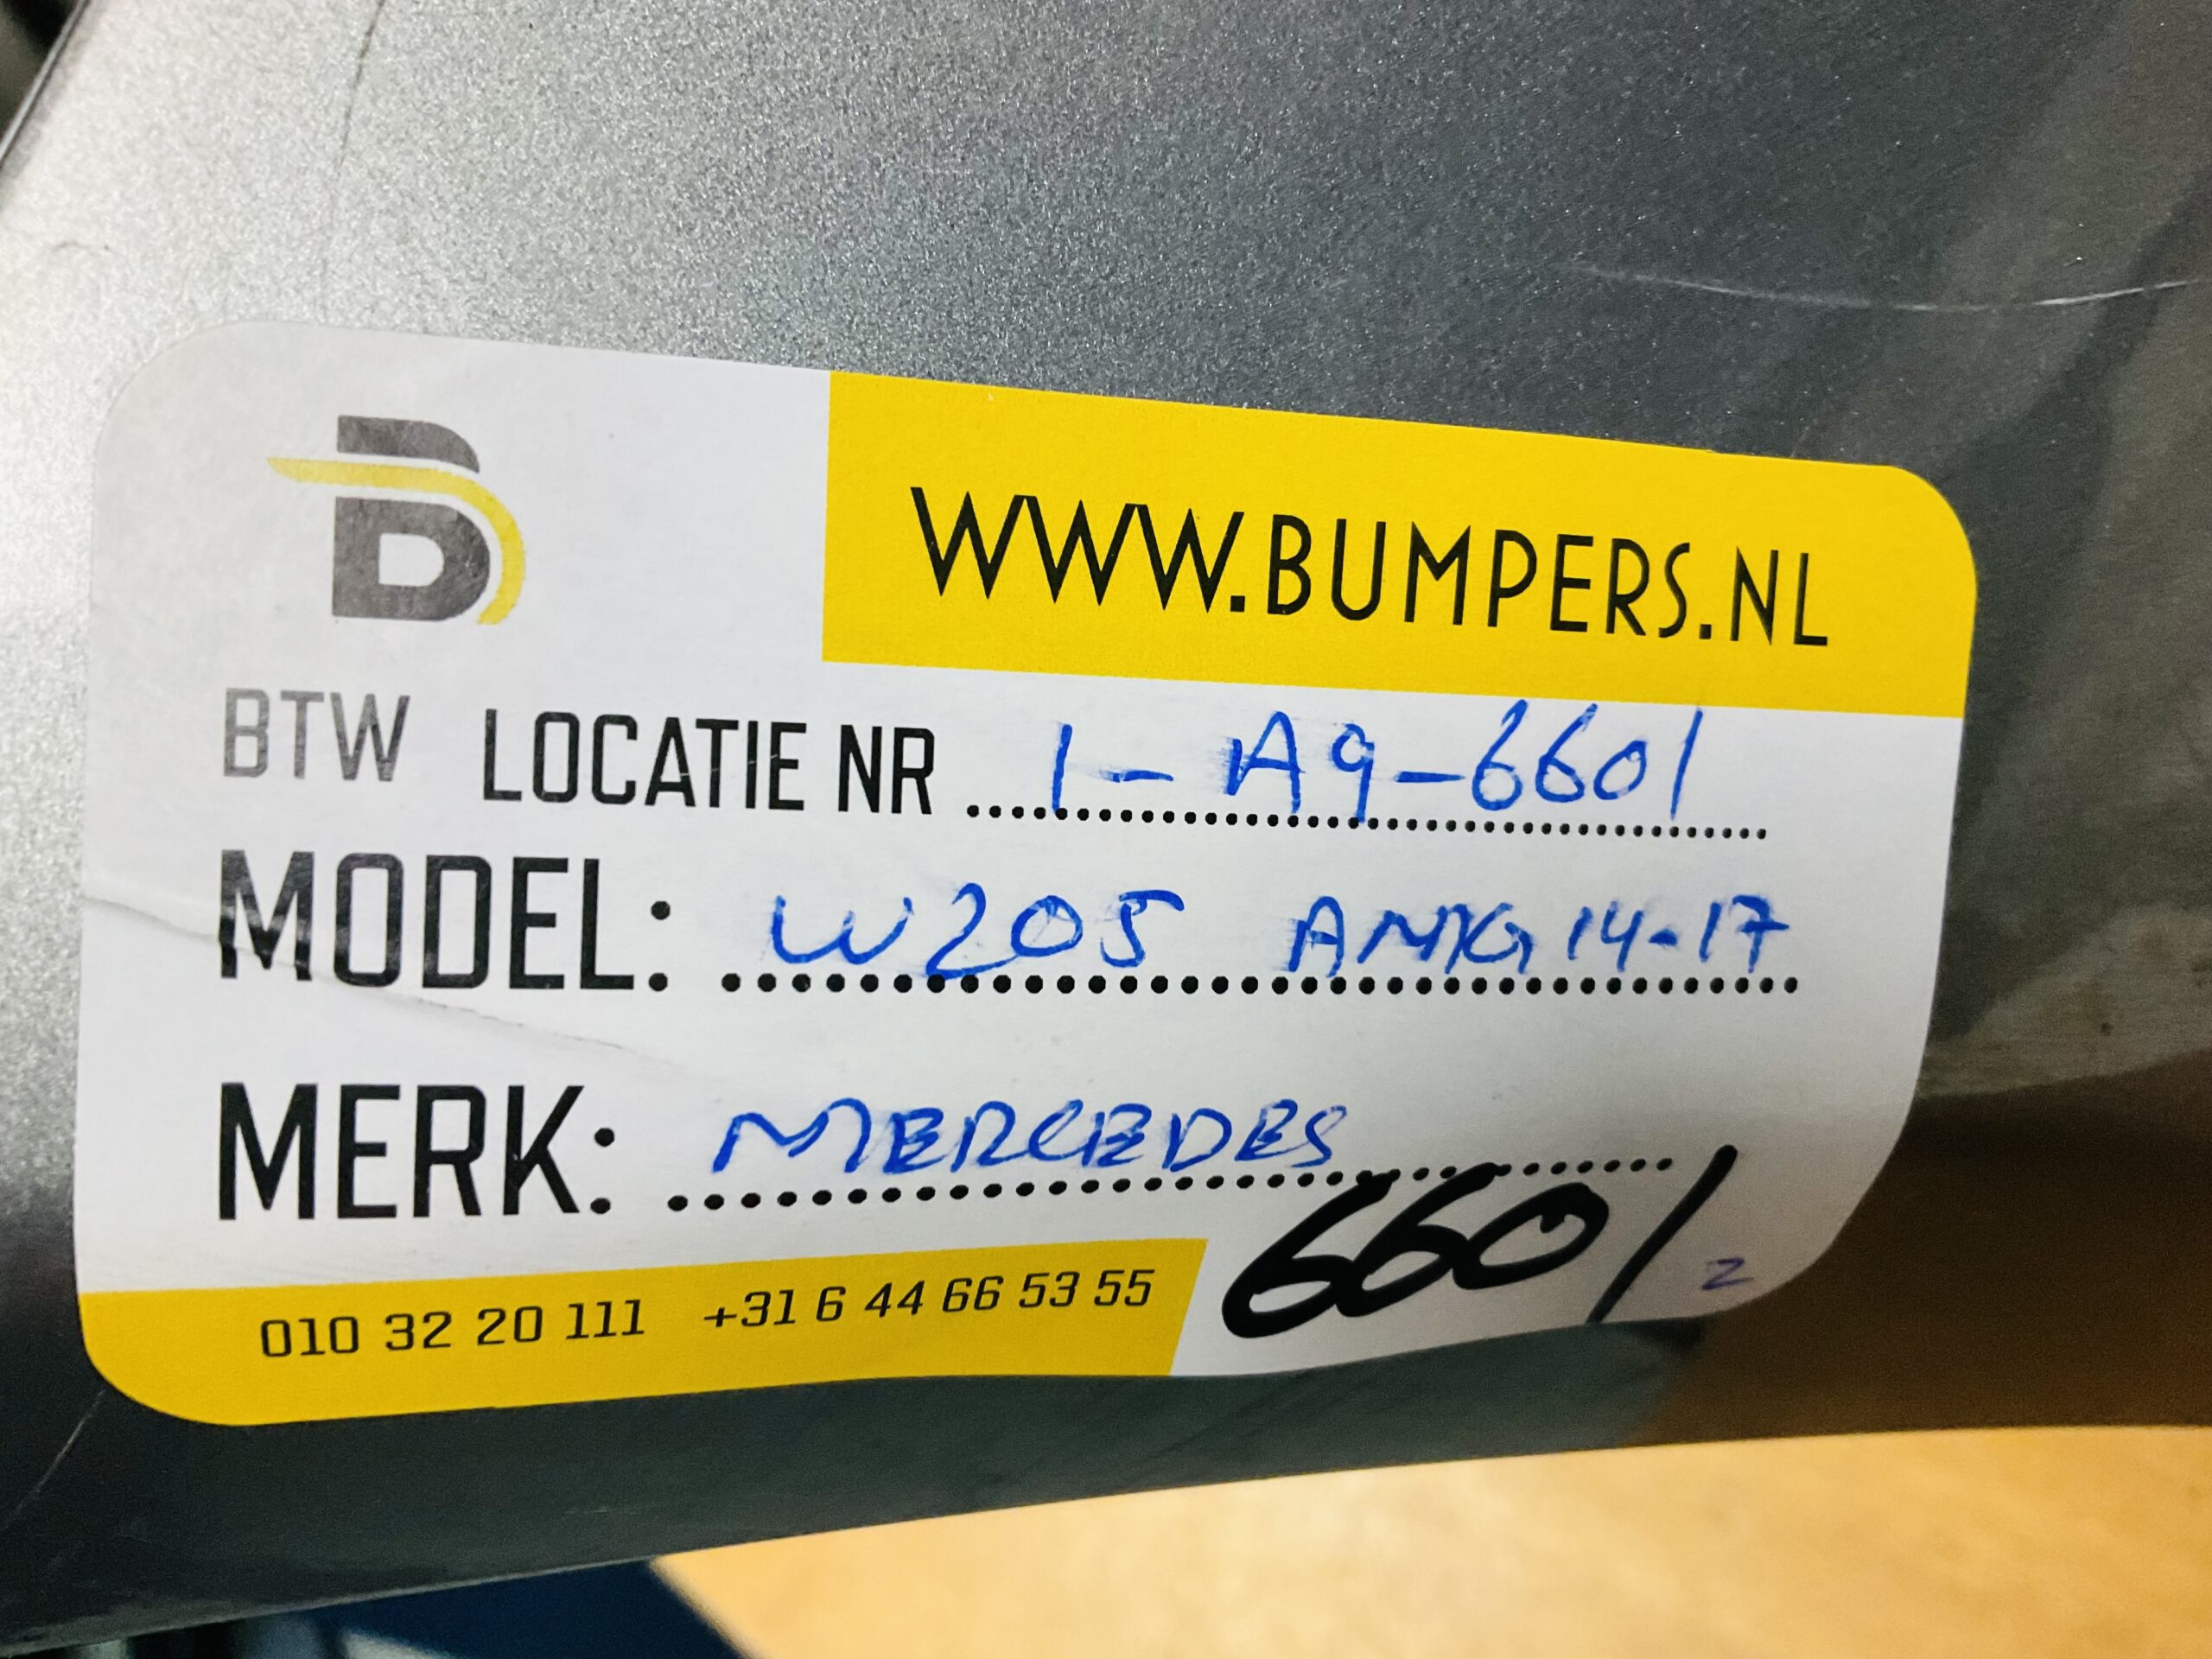 B
WWW.BUMPERS.NL
BTW LOCATIE NR 1-A9-6601
MODEL: W205 AMG 14-17
MERK: MERCEDES
6601 2
010 32 20 111 +31 6 44 66 53 55